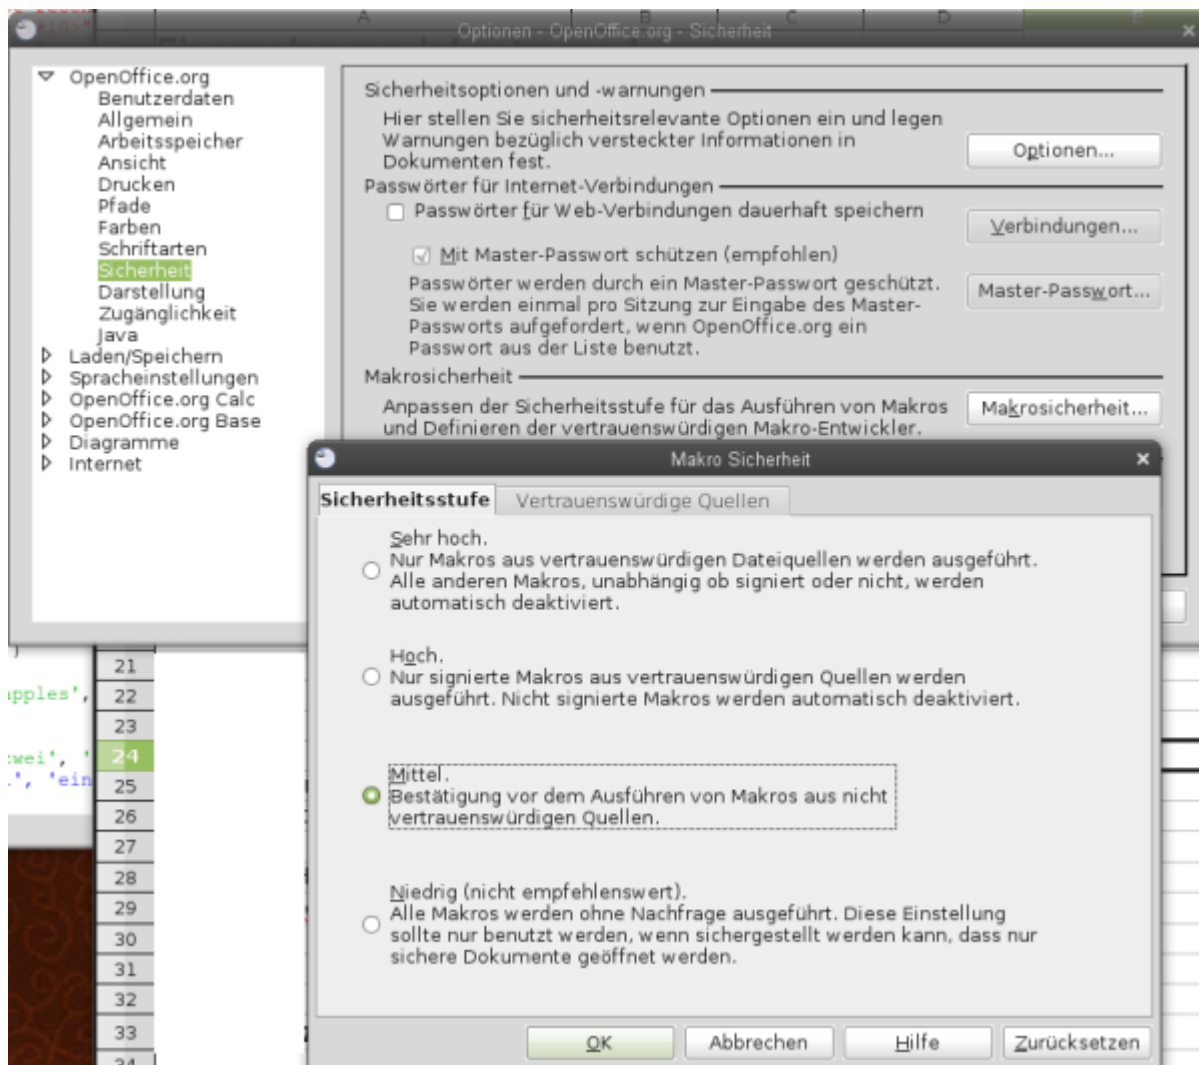 A B C D E
Optionen - OpenOffice.org - Sicherheit
OpenOffice.org
Benutzerdaten
Allgemein
Arbeitsspeicher
Ansicht
Drucken
Pfade
Farben
Schriftarten
Sicherheit
Darstellung
Zugänglichkeit
Java
Laden/Speichern
Spracheinstellungen
OpenOffice.org Calc
OpenOffice.org Base
Diagramme
Internet
Sicherheitsoptionen und -warnungen
Hier stellen Sie sicherheitsrelevante Optionen ein und legen
Warnungen bezüglich versteckter Informationen in
Dokumenten fest.
Optionen...
Passwörter für Internet-Verbindungen
Passwörter für Web-Verbindungen dauerhaft speichern
Verbindungen...
Mit Master-Passwort schützen (empfohlen)
Passwörter werden durch ein Master-Passwort geschützt.
Sie werden einmal pro Sitzung zur Eingabe des Master-
Passworts aufgefordert, wenn OpenOffice.org ein
Passwort aus der Liste benutzt.
Master-Passwort...
Makrosicherheit
Anpassen der Sicherheitsstufe für das Ausführen von Makros
und Definieren der vertrauenswürdigen Makro-Entwickler.
Makrosicherheit...
Makro Sicherheit
Sicherheitsstufe
Vertrauenswürdige Quellen
Sehr hoch.
Nur Makros aus vertrauenswürdigen Dateiquellen werden ausgeführt.
Alle anderen Makros, unabhängig ob signiert oder nicht, werden
automatisch deaktiviert.
Hoch.
Nur signierte Makros aus vertrauenswürdigen Quellen werden
ausgeführt. Nicht signierte Makros werden automatisch deaktiviert.
Mittel.
Bestätigung vor dem Ausführen von Makros aus nicht
vertrauenswürdigen Quellen.
Niedrig (nicht empfehlenswert).
Alle Makros werden ohne Nachfrage ausgeführt. Diese Einstellung
sollte nur benutzt werden, wenn sichergestellt werden kann, dass nur
sichere Dokumente geöffnet werden.
OK
Abbrechen
Hilfe
Zurücksetzen
apples',
zwei', '
', 'ein
21
22
23
24
25
26
27
28
29
30
31
32
33
34